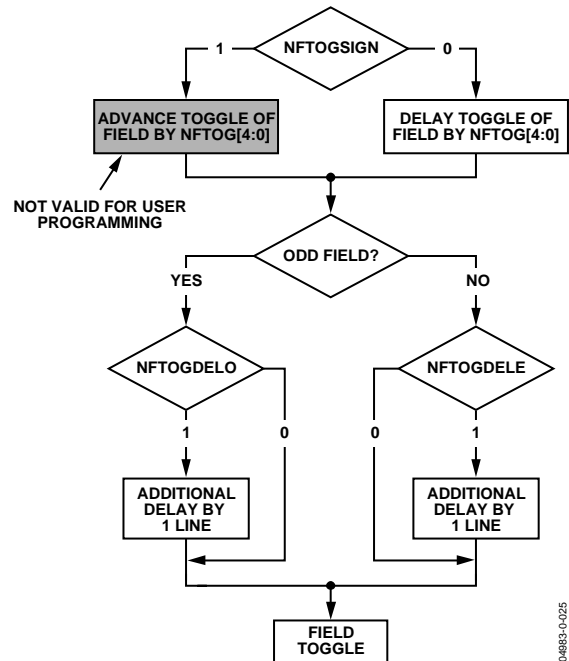 NFTOGSIGN
1
0
ADVANCE TOGGLE OF
FIELD BY NFTOG[4:0]
DELAY TOGGLE OF
FIELD BY NFTOG[4:0]
NOT VALID FOR USER
PROGRAMMING
ODD FIELD?
YES
NO
NFTOGDELO
NFTOGDELE
1
0
0
1
ADDITIONAL
DELAY BY
1 LINE
ADDITIONAL
DELAY BY
1 LINE
FIELD
TOGGLE
04983-0-025